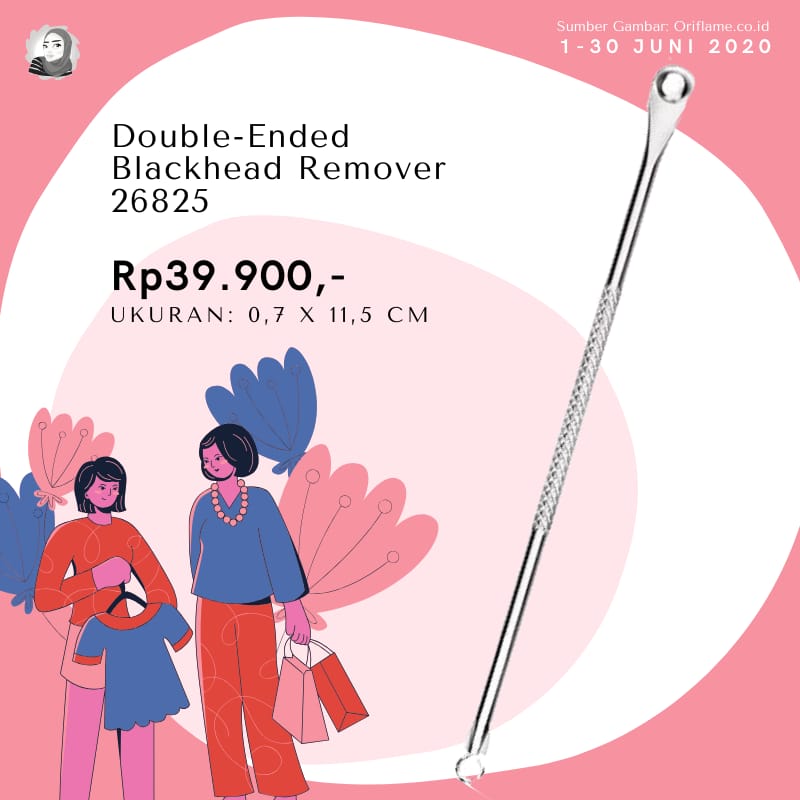 Sumber Gambar: Oriflame.co.id
1-30 JUNI 2020
Double-Ended
Blackhead Remover
26825
Rp39.900,-
UKURAN: 0,7 X 11,5 CM